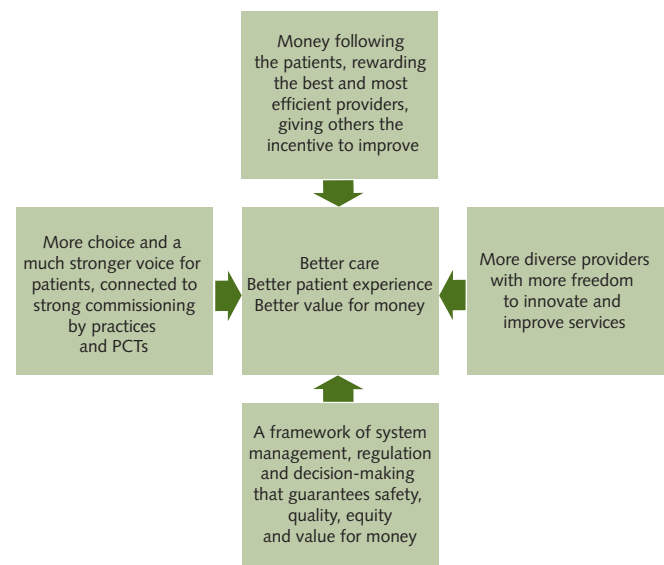 Money following
the patients, rewarding
the best and most
efficient providers,
giving others the
incentive to improve
More choice and a
much stronger voice for
patients, connected to
strong commissioning
by practices
and PCTs
Better care
Better patient experience
Better value for money
More diverse providers
with more freedom
to innovate and
improve services
A framework of system
management, regulation
and decision-making
that guarantees safety,
quality, equity
and value for money